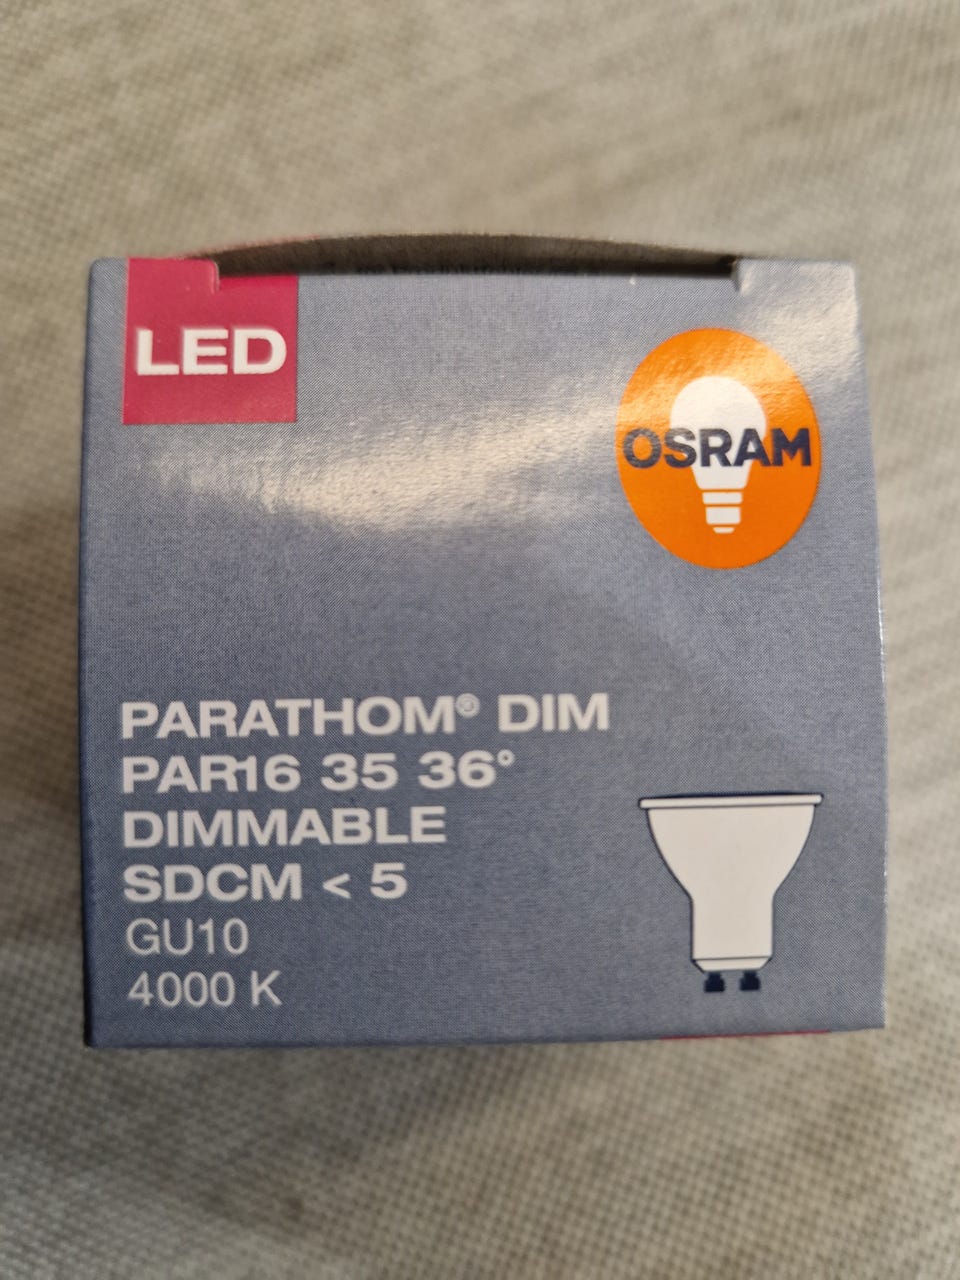 LED
OSRAM
PARATHOM® DIM
PAR16 35 36°
DIMMABLE
SDCM < 5
GU10
4000 K